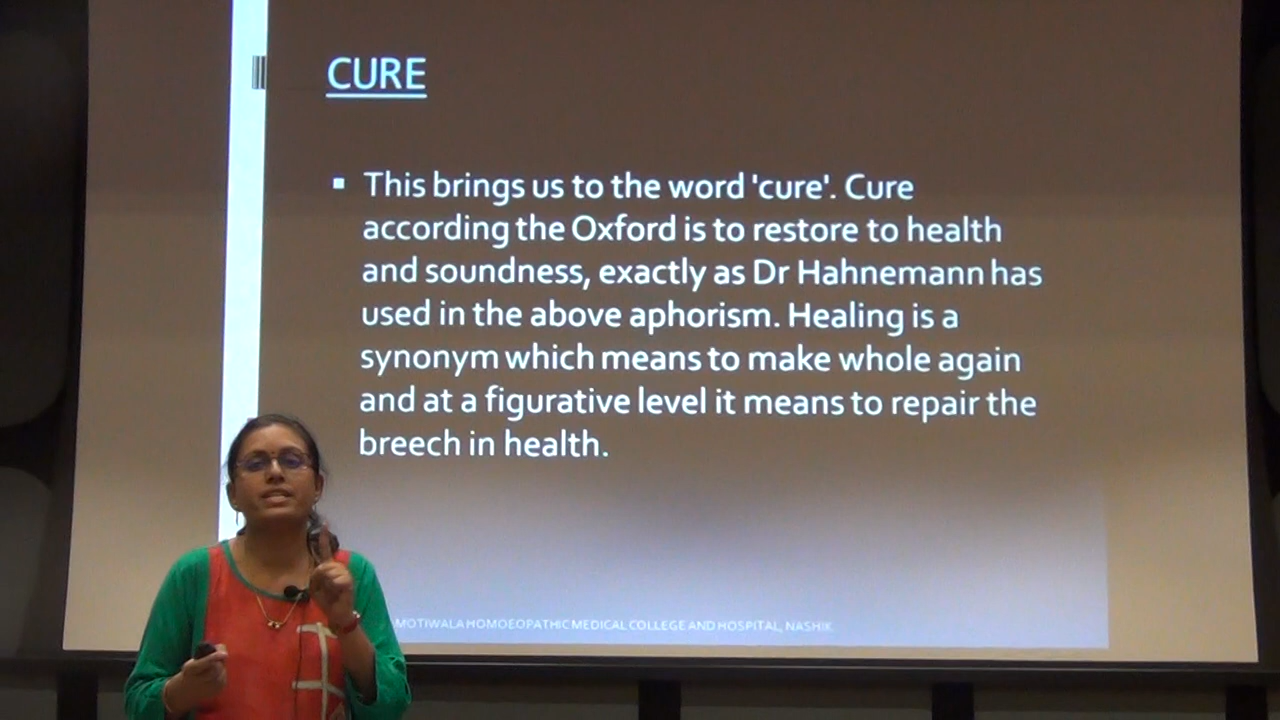 CURE
▪ This brings us to the word 'cure'. Cure
according the Oxford is to restore to health
and soundness, exactly as Dr Hahnemann has
used in the above aphorism. Healing is a
synonym which means to make whole again
and at a figurative level it means to repair the
breech in health.
MOTIWALA HOMOEOPATHIC MEDICAL COLLEGE AND HOSPITAL, NASHIK.